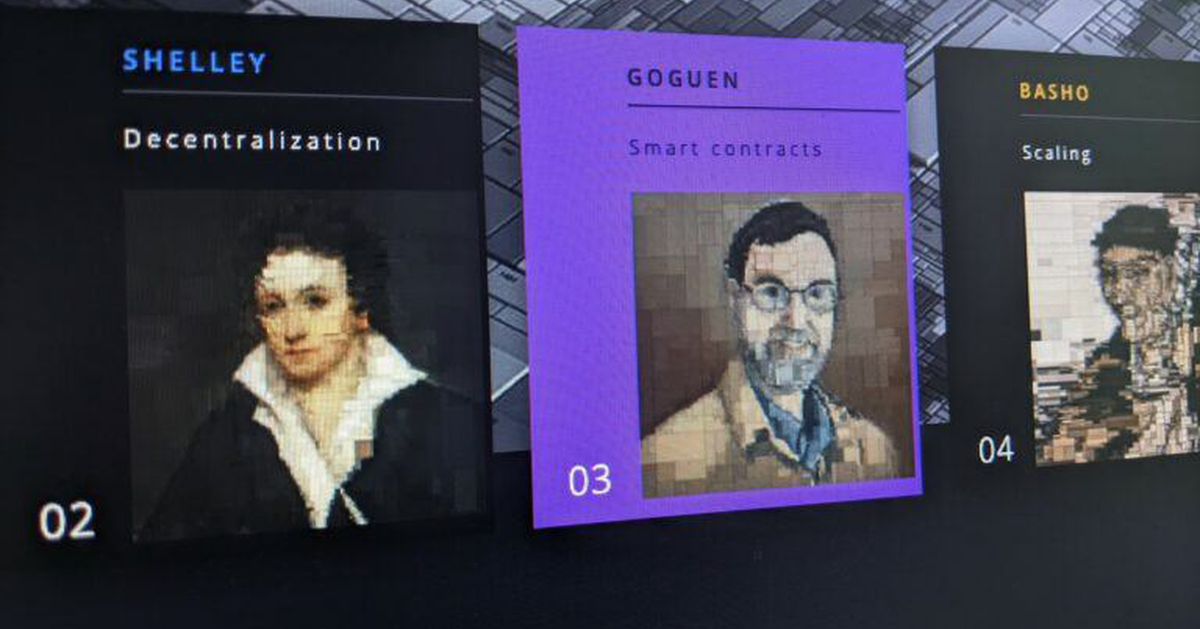 SHELLEY
Decentralization
02
GOGUEN
Smart contracts
03
BASHO
Scaling
04